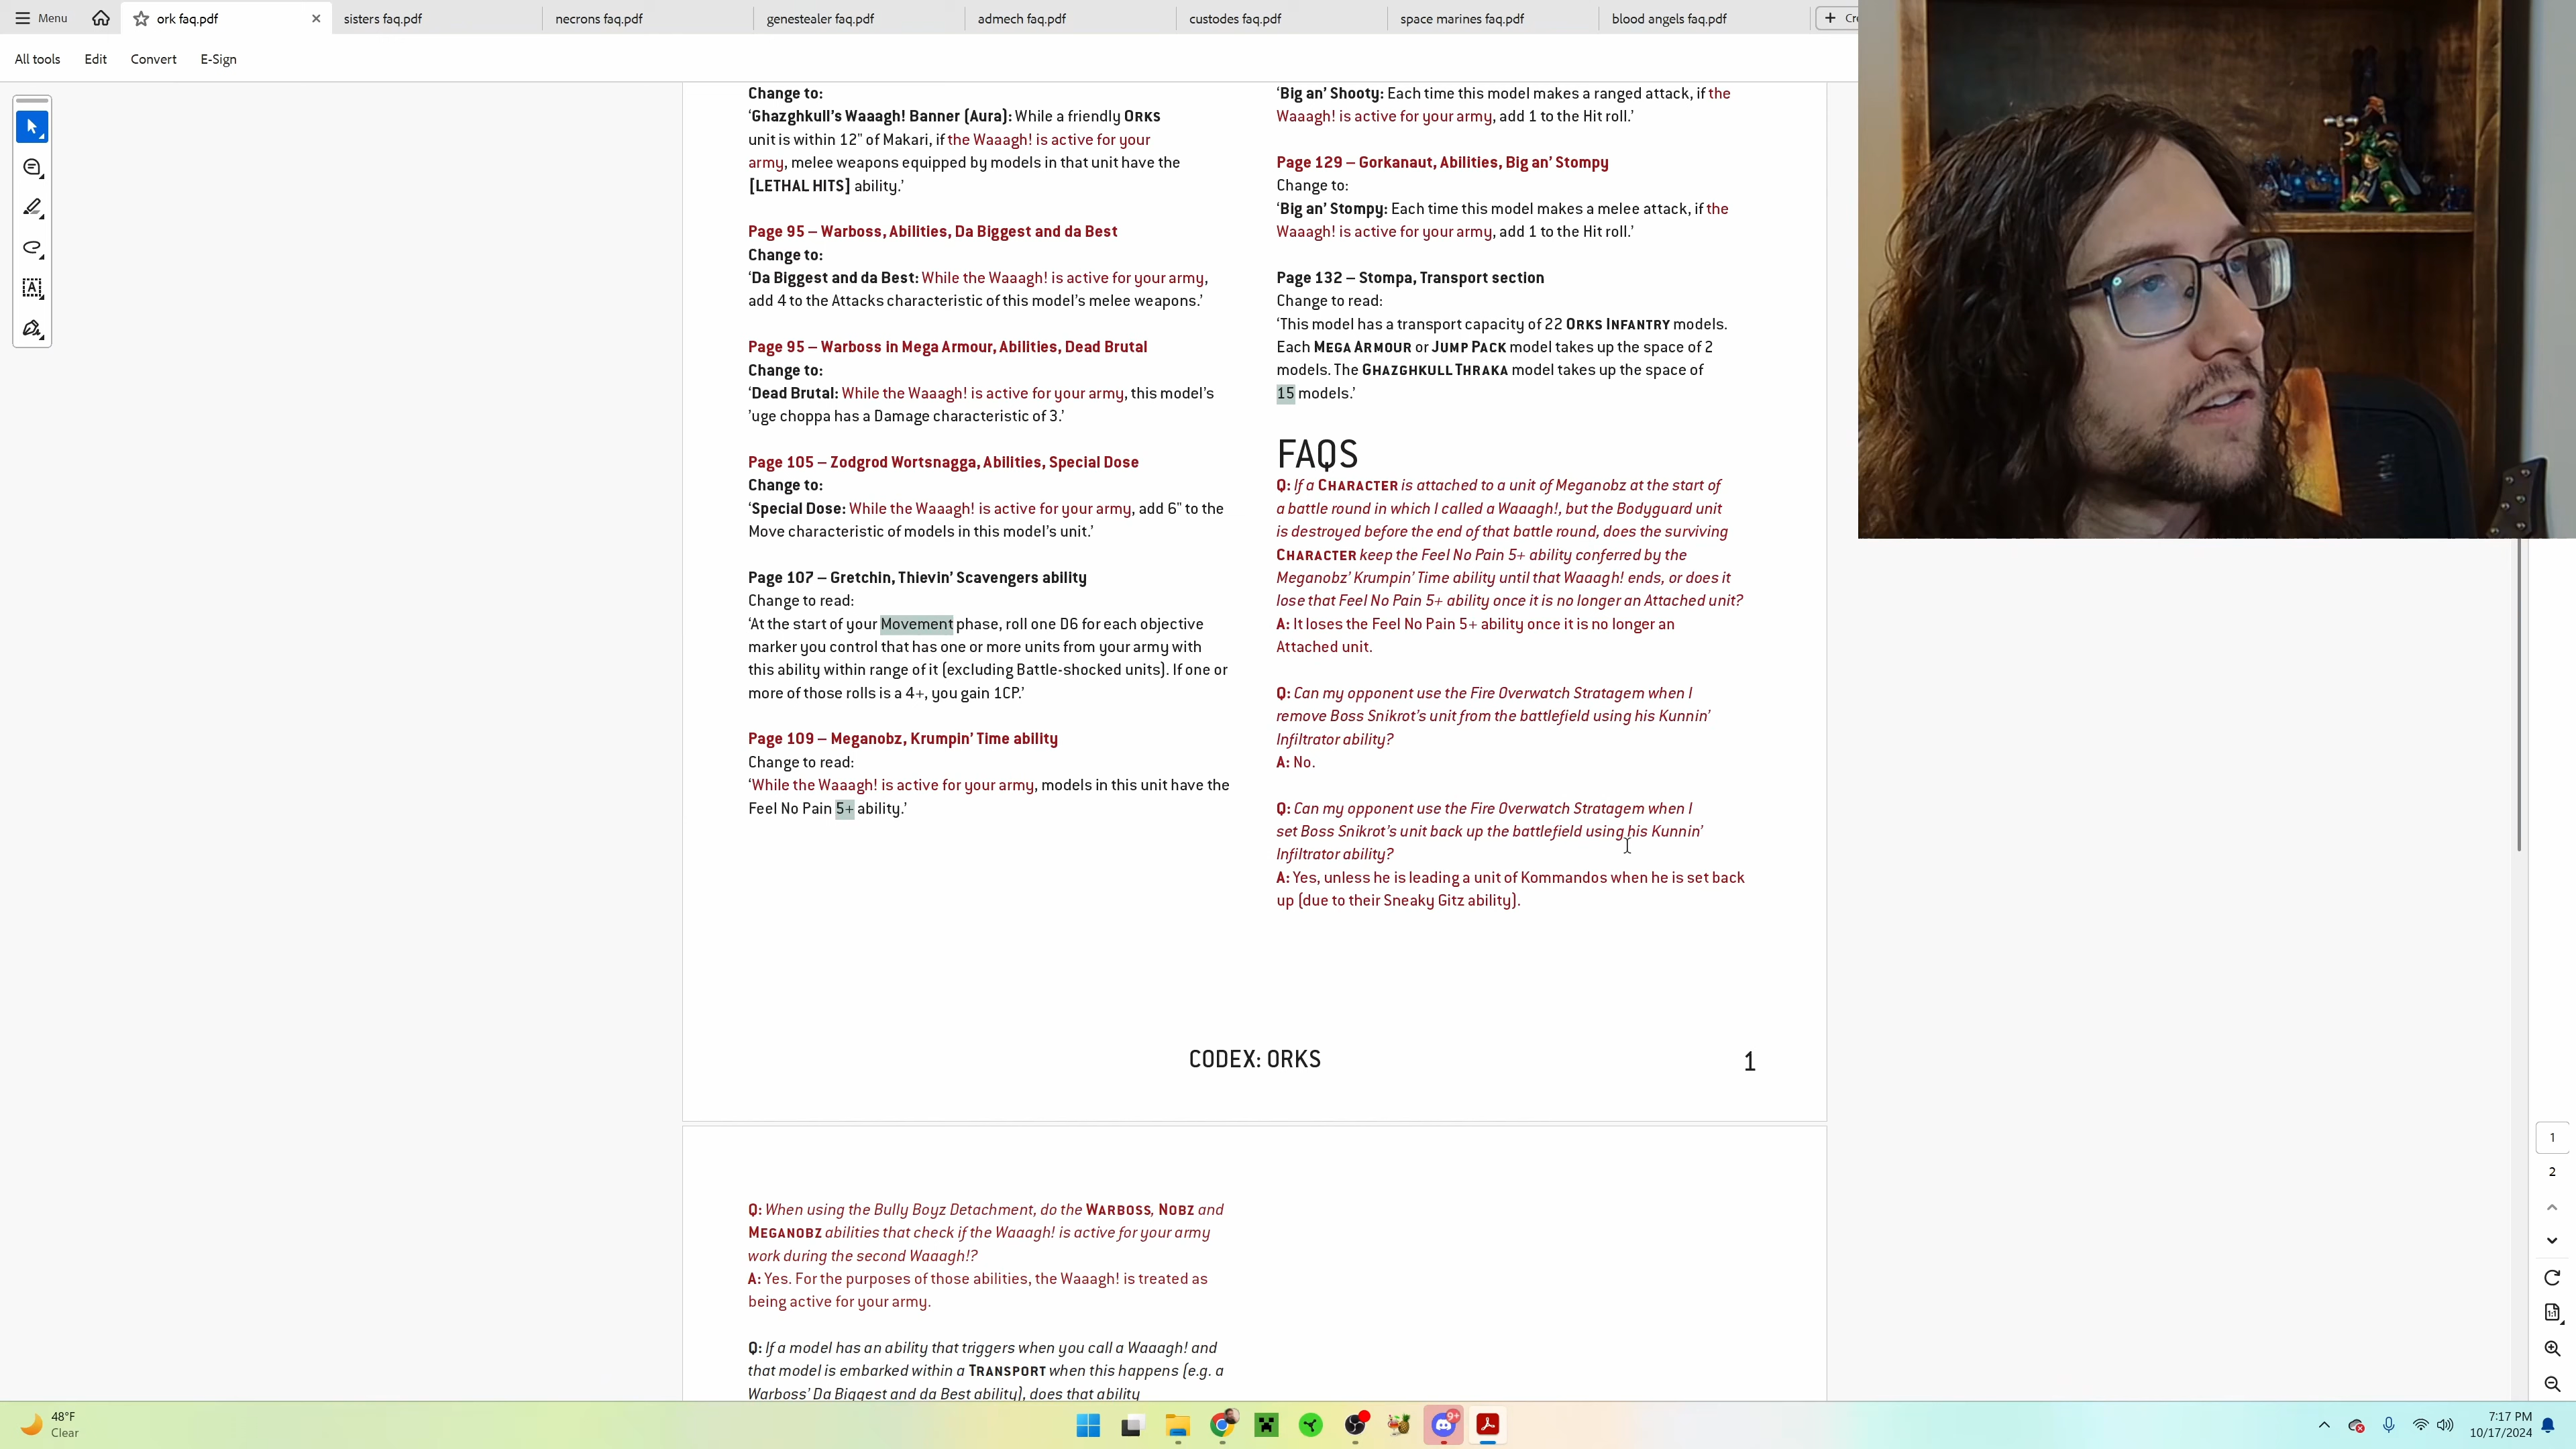 Menu
ork faq.pdf
sisters faq.pdf
necrons faq.pdf
genestealer faq.pdf
admech faq.pdf
custodes faq.pdf
space marines faq.pdf
blood angels faq.pdf
All tools
Edit
Convert
E-Sign
Change to:
‘Ghazghkull’s Waaagh! Banner (Aura): While a friendly ORKS
unit is within 12" of Makari, if the Waaagh! is active for your
army, melee weapons equipped by models in that unit have the
[LETHAL HITS] ability.’
Page 95 – Warboss, Abilities, Da Biggest and da Best
Change to:
‘Da Biggest and da Best: While the Waaagh! is active for your army,
add 4 to the Attacks characteristic of this model’s melee weapons.’
Page 95 – Warboss in Mega Armour, Abilities, Dead Brutal
Change to:
‘Dead Brutal: While the Waaagh! is active for your army, this model’s
’uge choppa has a Damage characteristic of 3.’
Page 105 – Zodgrod Wortsnagga, Abilities, Special Dose
Change to:
‘Special Dose: While the Waaagh! is active for your army, add 6" to the
Move characteristic of models in this model’s unit.’
Page 107 – Gretchin, Thievin’ Scavengers ability
Change to read:
‘At the start of your Movement phase, roll one D6 for each objective
marker you control that has one or more units from your army with
this ability within range of it (excluding Battle-shocked units). If one or
more of those rolls is a 4+, you gain 1CP.’
Page 109 – Meganobz, Krumpin’ Time ability
Change to read:
‘While the Waaagh! is active for your army, models in this unit have the
Feel No Pain 5+ ability.’
‘Big an’ Shooty: Each time this model makes a ranged attack, if the
Waaagh! is active for your army, add 1 to the Hit roll.’
Page 129 – Gorkanaut, Abilities, Big an’ Stompy
Change to:
‘Big an’ Stompy: Each time this model makes a melee attack, if the
Waaagh! is active for your army, add 1 to the Hit roll.’
Page 132 – Stompa, Transport section
Change to read:
‘This model has a transport capacity of 22 ORKS INFANTRY models.
Each MEGA ARMOUR or JUMP PACK model takes up the space of 2
models. The GHAZGHKULL THRAKA model takes up the space of
15 models.’
FAQS
Q: If a CHARACTER is attached to a unit of Meganobz at the start of
a battle round in which I called a Waaagh!, but the Bodyguard unit
is destroyed before the end of that battle round, does the surviving
CHARACTER keep the Feel No Pain 5+ ability conferred by the
Meganobz’ Krumpin’ Time ability until that Waaagh! ends, or does it
lose that Feel No Pain 5+ ability once it is no longer an Attached unit?
A: It loses the Feel No Pain 5+ ability once it is no longer an
Attached unit.
Q: Can my opponent use the Fire Overwatch Stratagem when I
remove Boss Snikrot’s unit from the battlefield using his Kunnin’
Infiltrator ability?
A: No.
Q: Can my opponent use the Fire Overwatch Stratagem when I
set Boss Snikrot’s unit back up the battlefield using his Kunnin’
Infiltrator ability?
A: Yes, unless he is leading a unit of Kommandos when he is set back
up (due to their Sneaky Gitz ability).
CODEX: ORKS
1
Q: When using the Bully Boyz Detachment, do the WARBOSS, NOBZ and
MEGANOBZ abilities that check if the Waaagh! is active for your army
work during the second Waaagh!?
A: Yes. For the purposes of those abilities, the Waaagh! is treated as
being active for your army.
Q: If a model has an ability that triggers when you call a Waaagh! and
that model is embarked within a TRANSPORT when this happens (e.g. a
Warboss’ Da Biggest and da Best ability), does that ability
1
2
48°F
Clear
9+
7:17 PM
10/17/2024